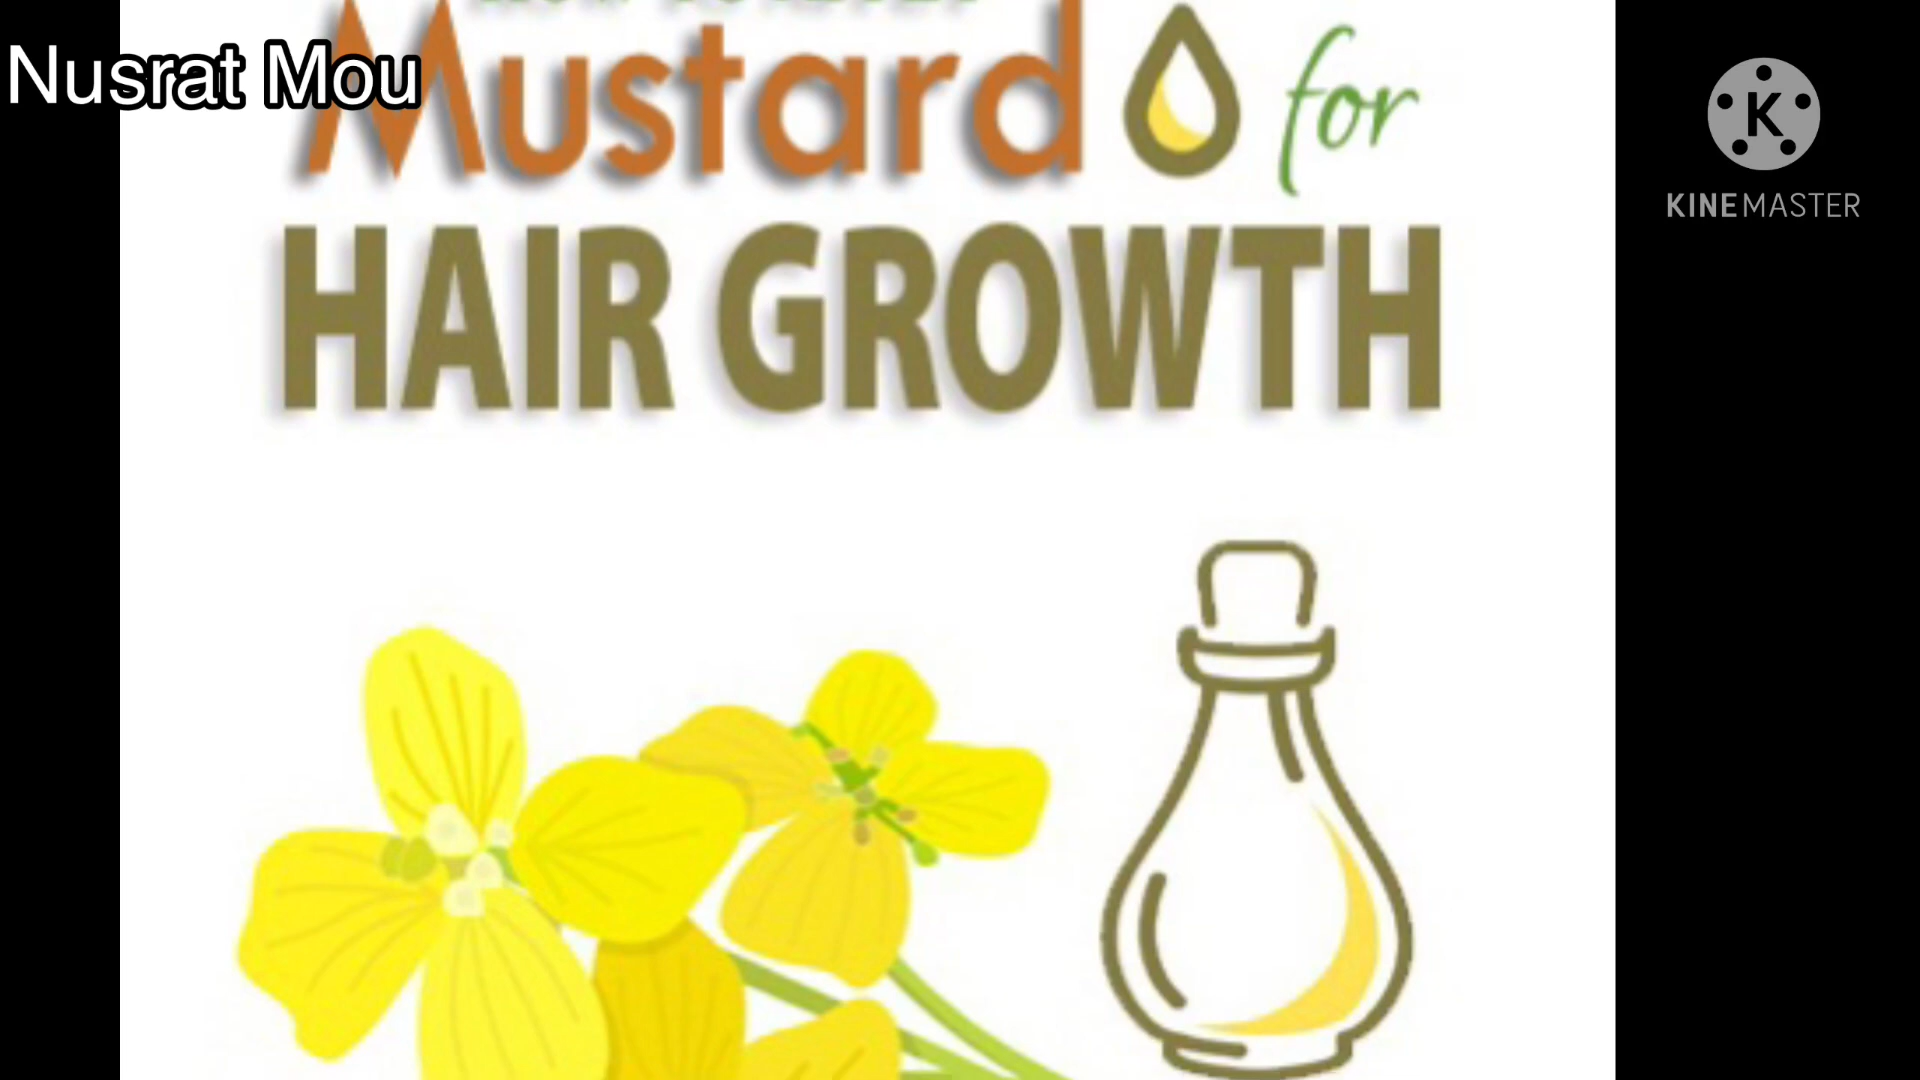 Nusrat Mou
Mustard for
HAIR GROWTH
K
KINEMASTER